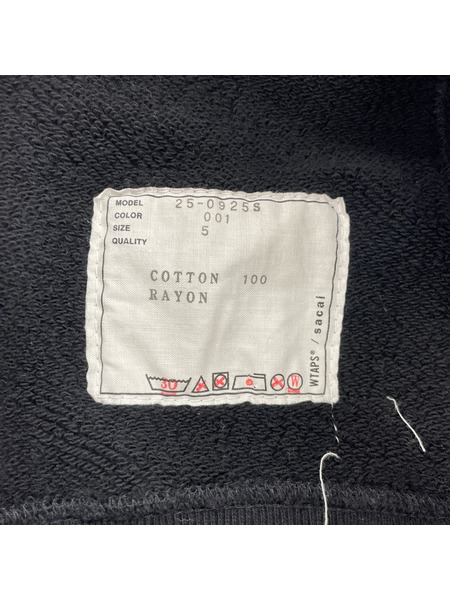 MODEL 25-0925S
COLOR 001
SIZE 5
QUALITY
COTTON 100
RAYON
30
W
WTAPS® / sacai